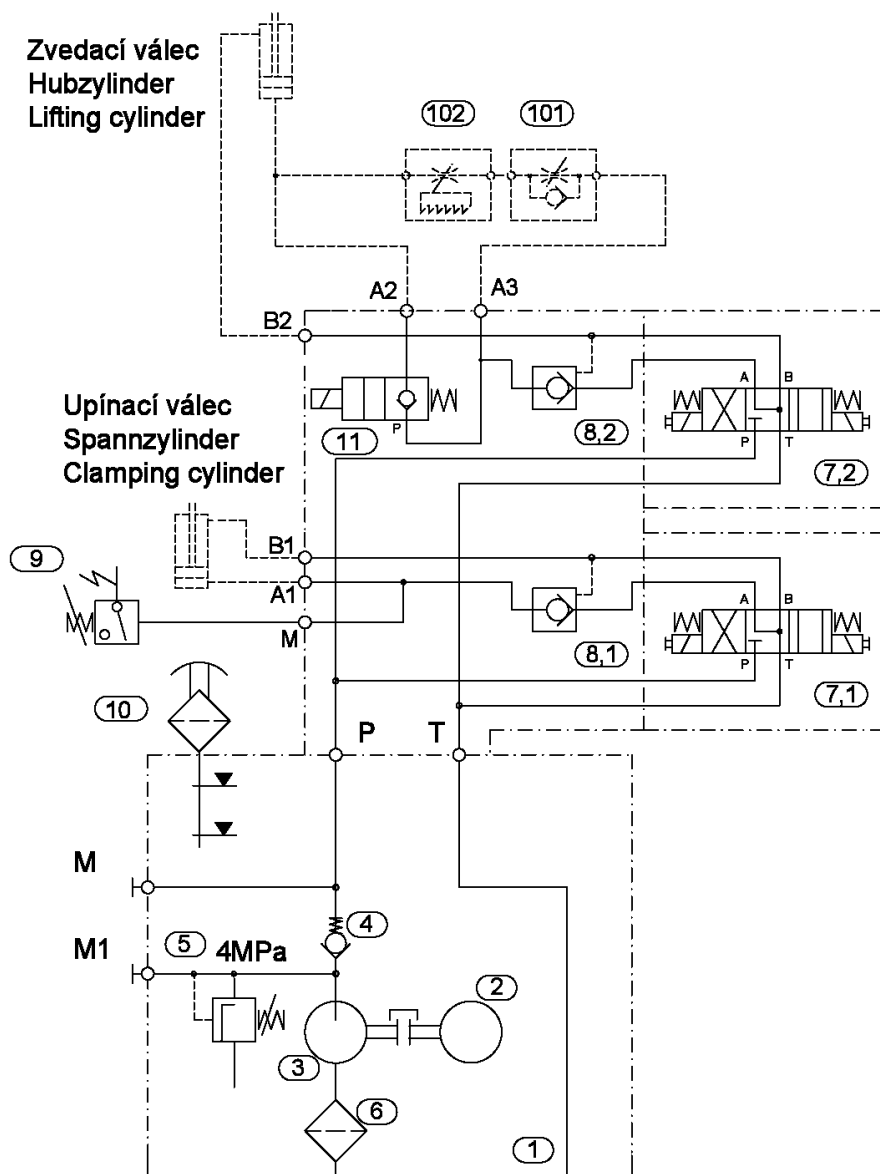 Zvedací válec
Hubzylinder
Lifting cylinder
102
101
A2
A3
B2
A B
P
P T
11
8,2
7,2
Upínací válec
Spannzylinder
Clamping cylinder
9
B1
A1
M
A B
P T
8,1
7,1
10
P T
M
4
M1
5
4MPa
2
3
6
1